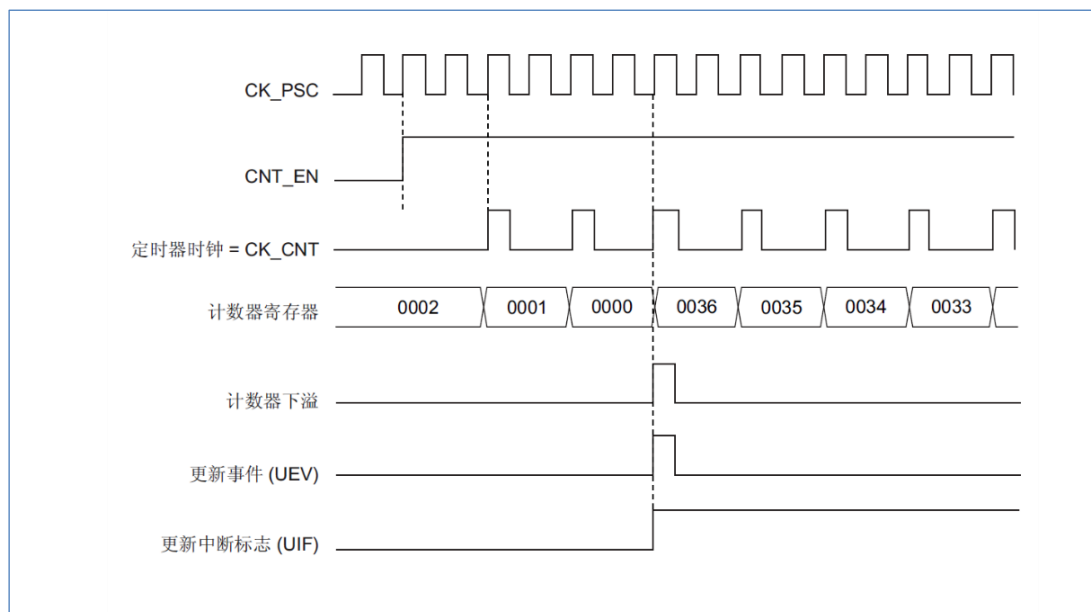 CK_PSC
CNT_EN
定时器时钟 = CK_CNT
计数器寄存器 0002 0001 0000 0036 0035 0034 0033
计数器下溢
更新事件 (UEV)
更新中断标志 (UIF)